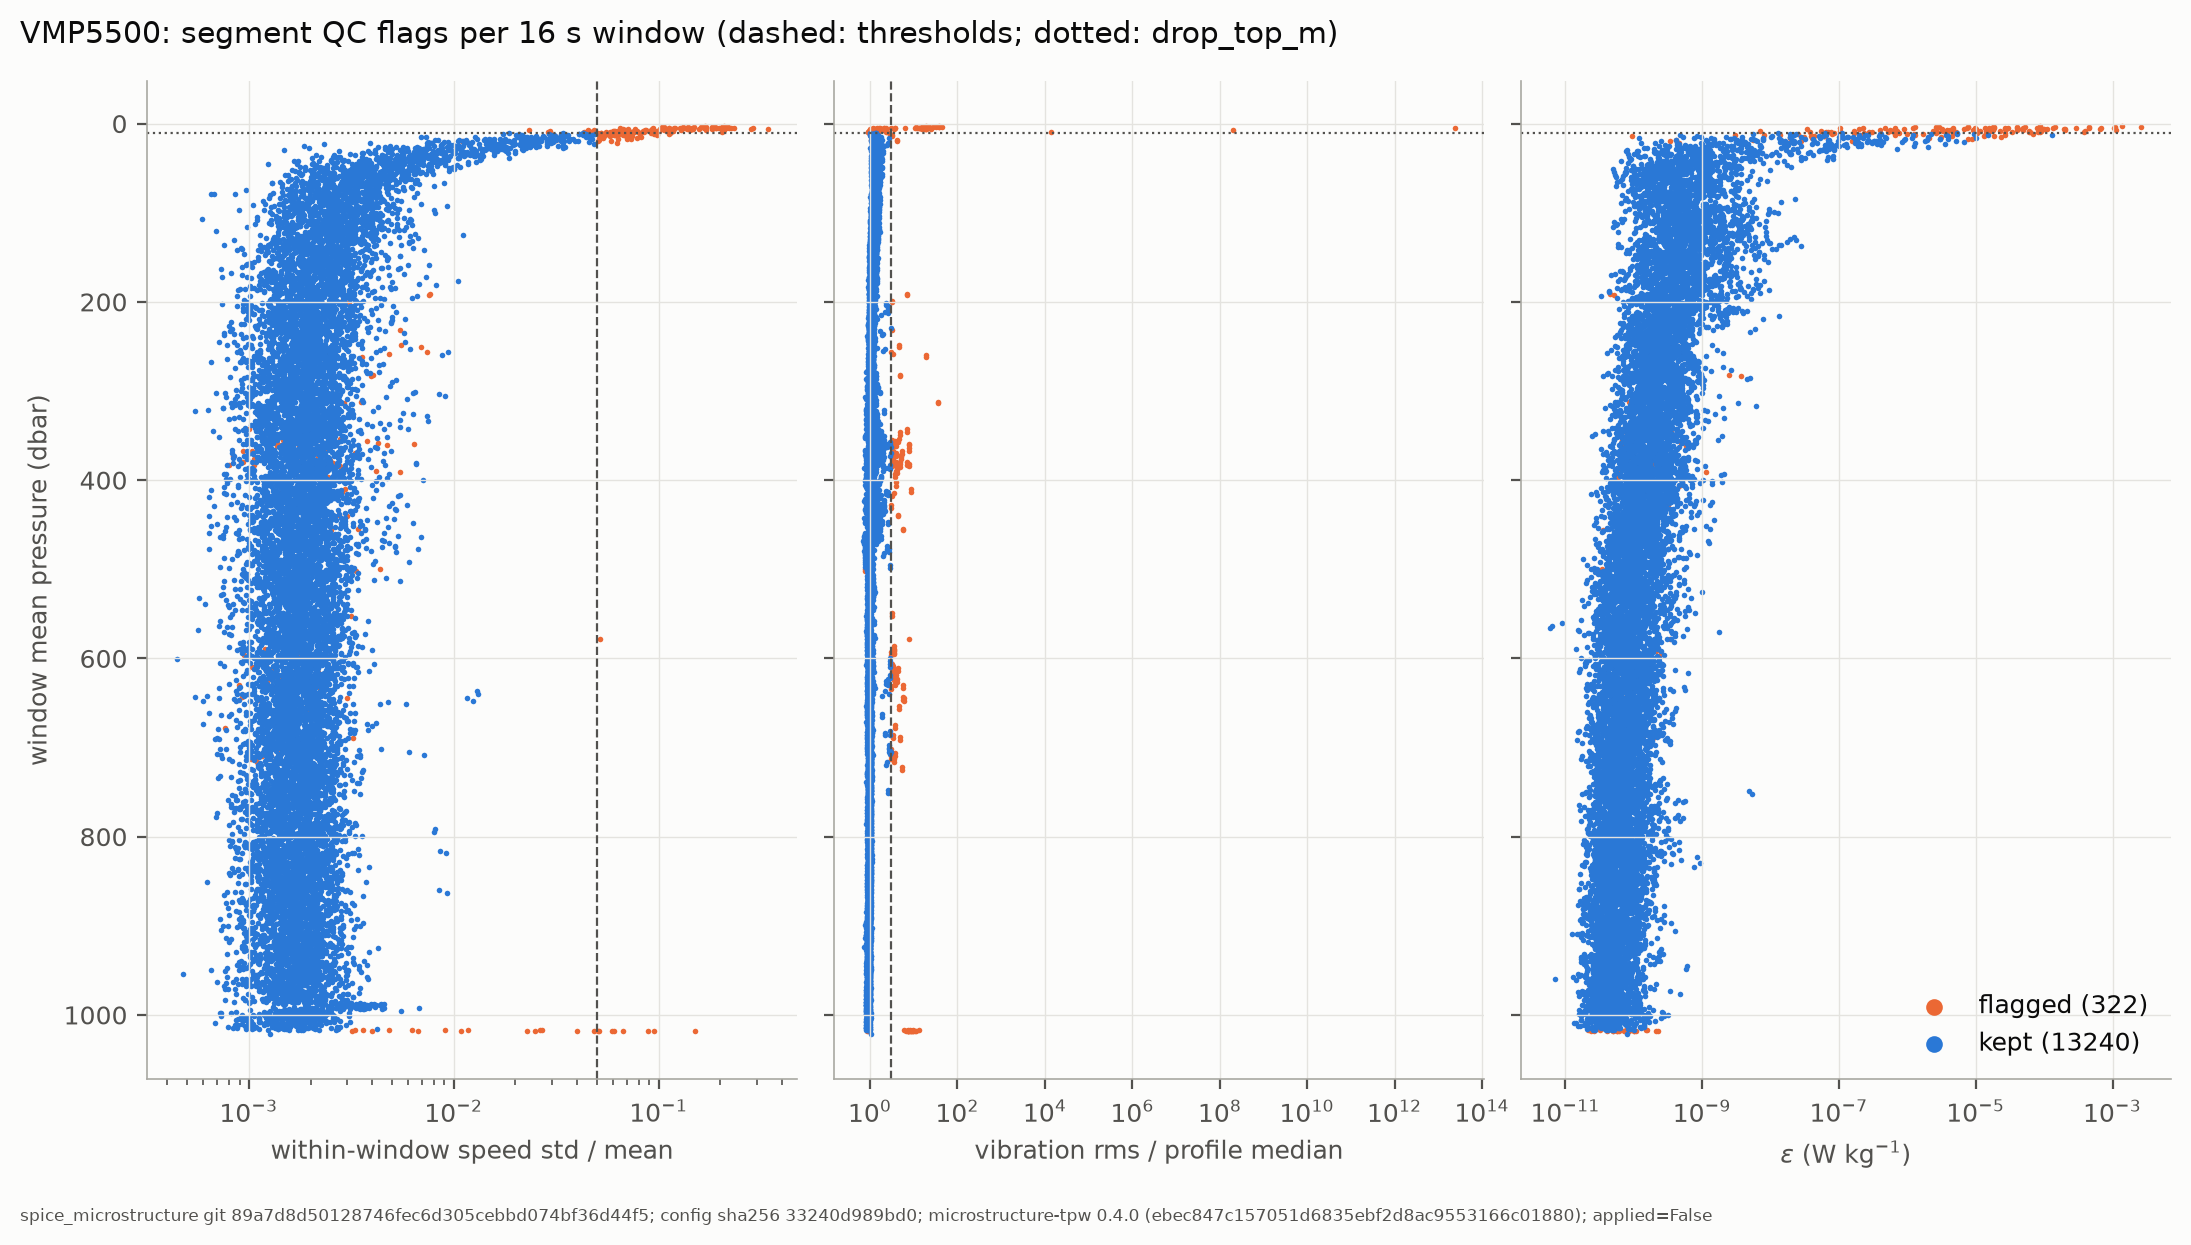 VMP5500: segment QC flags per 16 s window (dashed: thresholds; dotted: drop_top_m)
window mean pressure (dbar)
0
200
400
600
800
1000
10⁻³ 10⁻² 10⁻¹
within-window speed std / mean
10⁰ 10² 10⁴ 10⁶ 10⁸ 10¹⁰ 10¹² 10¹⁴
vibration rms / profile median
flagged (322)
kept (13240)
10⁻¹¹ 10⁻⁹ 10⁻⁷ 10⁻⁵ 10⁻³
ε (W kg⁻¹)
spice_microstructure git 89a7d8d50128746fec6d305cebbd074bf36d44f5; config sha256 33240d989bd0; microstructure-tpw 0.4.0 (ebec847c157051d6835ebf2d8ac9553166c01880); applied=False